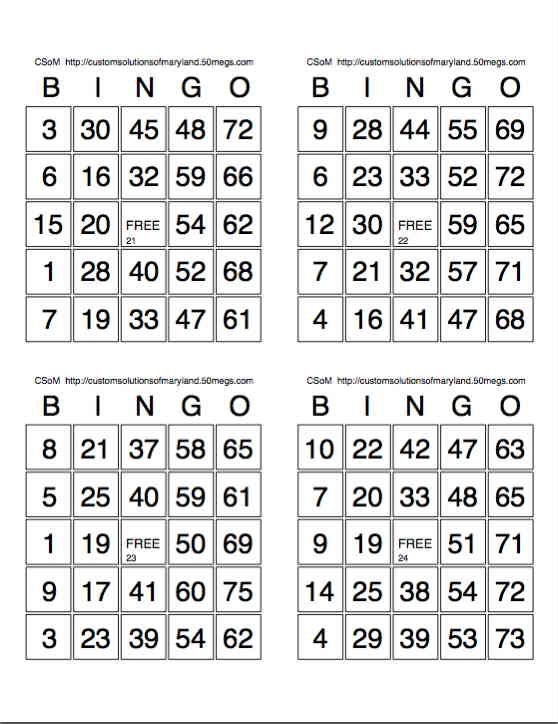 CSoM http://customsolutionsofmaryland.50megs.com
B I N G O
3 30 45 48 72
6 16 32 59 66
15 20 FREE 54 62
21
1 28 40 52 68
7 19 33 47 61
CSoM http://customsolutionsofmaryland.50megs.com
B I N G O
9 28 44 55 69
6 23 33 52 72
12 30 FREE 59 65
22
7 21 32 57 71
4 16 41 47 68
CSoM http://customsolutionsofmaryland.50megs.com
B I N G O
8 21 37 58 65
5 25 40 59 61
1 19 FREE 50 69
23
9 17 41 60 75
3 23 39 54 62
CSoM http://customsolutionsofmaryland.50megs.com
B I N G O
10 22 42 47 63
7 20 33 48 65
9 19 FREE 51 71
24
14 25 38 54 72
4 29 39 53 73